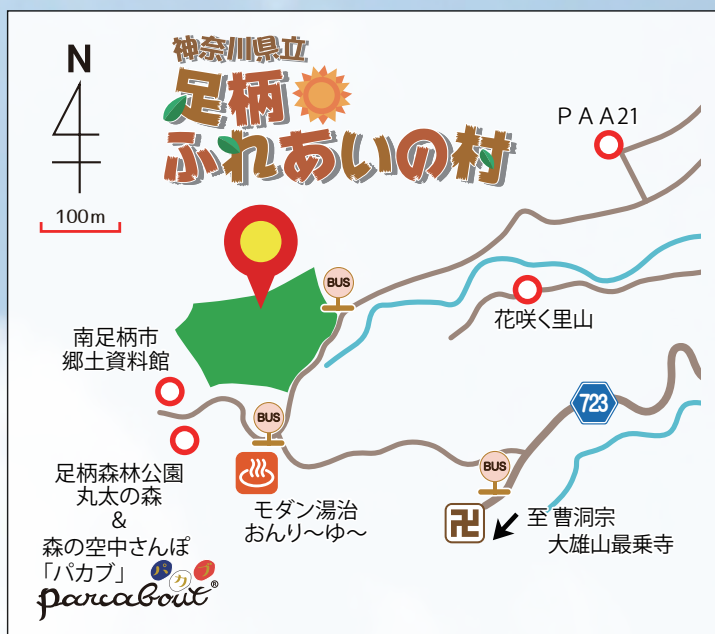 神奈川県立
足柄
ふれあいの村
N
100m
PAA21
BUS
花咲く里山
南足柄市
郷土資料館
723
BUS
BUS
足柄森林公園
丸太の森
&
森の空中さんぽ
「パカブ」
パカブ
parcabout®
モダン湯治
おんり～ゆ～
卍
至 曹洞宗
大雄山最乗寺